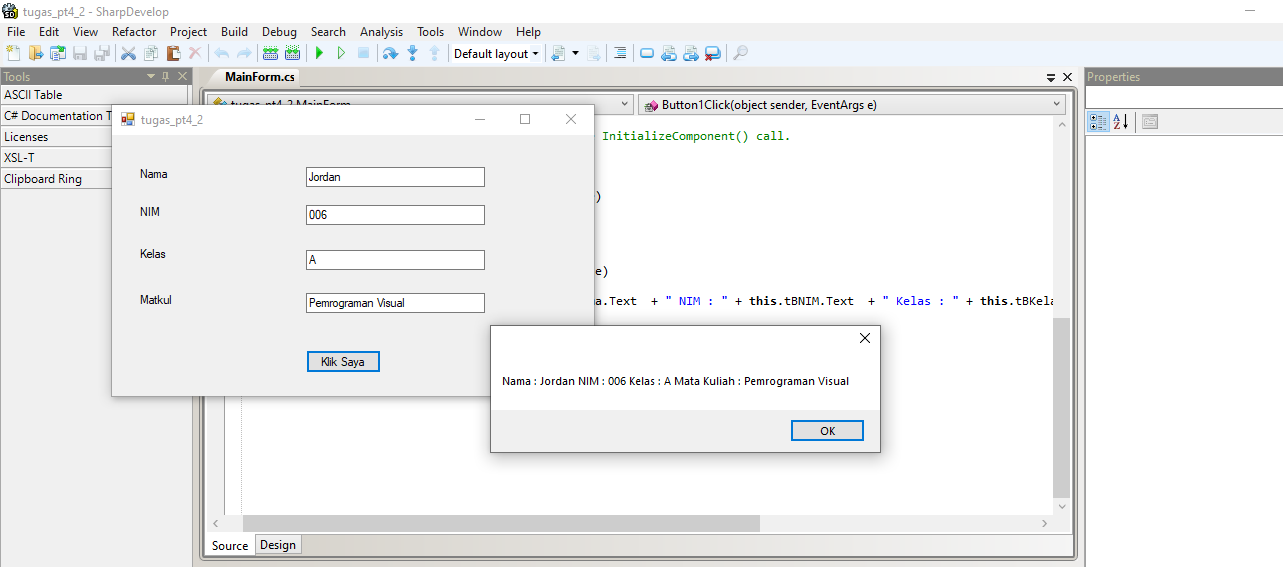 tugas_pt4_2 - SharpDevelop
File Edit View Refactor Project Build Debug Search Analysis Tools Window Help
Default layout
Tools
ASCII Table
C# Documentation T
Licenses
XSL-T
Clipboard Ring
MainForm.cs
tugas_pt4_2.MainForm
Button1Click(object sender, EventArgs e)
InitializeComponent() call.
)
e)
a.Text + " NIM : " + this.tBNIM.Text + " Kelas : " + this.tBKela
tugas_pt4_2
Nama
Jordan
NIM
006
Kelas
A
Matkul
Pemrograman Visual
Klik Saya
Nama : Jordan NIM : 006 Kelas : A Mata Kuliah : Pemrograman Visual
OK
Source Design
Properties